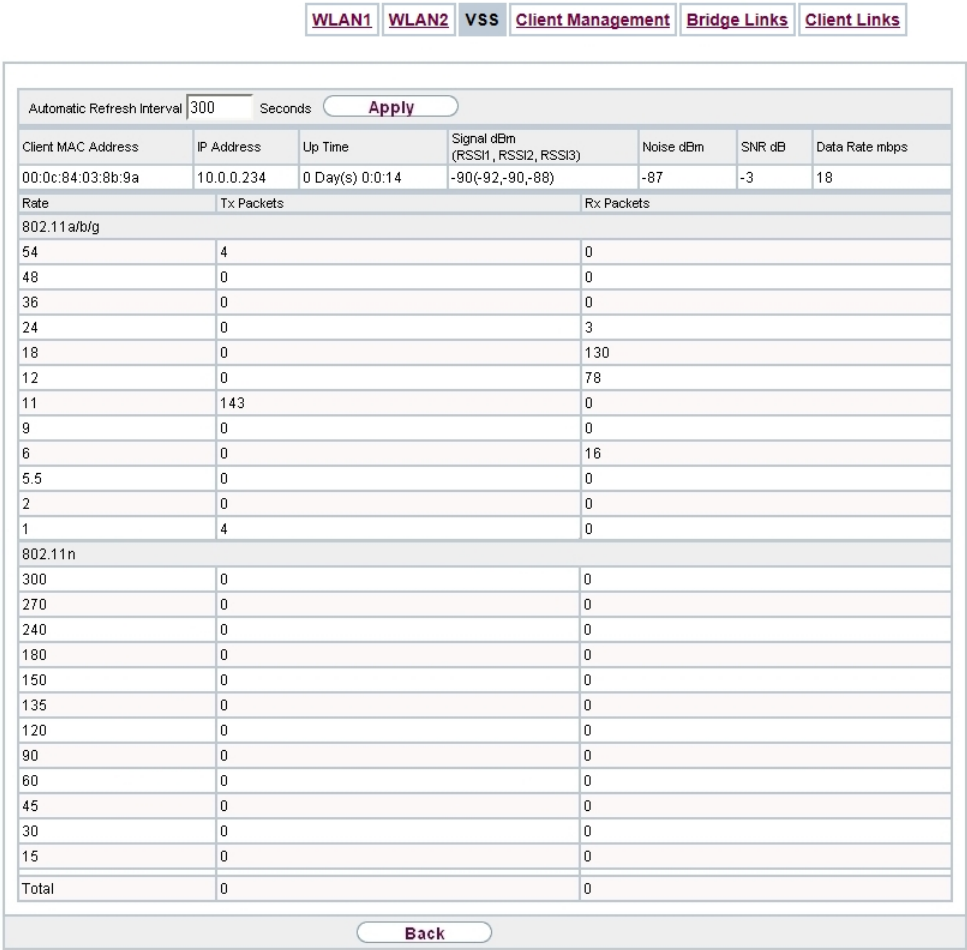 WLAN1 WLAN2 VSS Client Management Bridge Links Client Links
Automatic Refresh Interval 300 Seconds Apply
Client MAC Address IP Address Up Time Signal dBm (RSSI1, RSSI2, RSSI3) Noise dBm SNR dB Data Rate mbps
00:0c:84:03:8b:9a 10.0.0.234 0 Day(s) 0:0:14 -90(-92,-90,-88) -87 -3 18
Rate Tx Packets Rx Packets
802.11a/b/g
54 4 0
48 0 0
36 0 0
24 0 3
18 0 130
12 0 78
11 143 0
9 0 0
6 0 16
5.5 0 0
2 0 0
1 4 0
802.11n
300 0 0
270 0 0
240 0 0
180 0 0
150 0 0
135 0 0
120 0 0
90 0 0
60 0 0
45 0 0
30 0 0
15 0 0
Total 0 0
Back